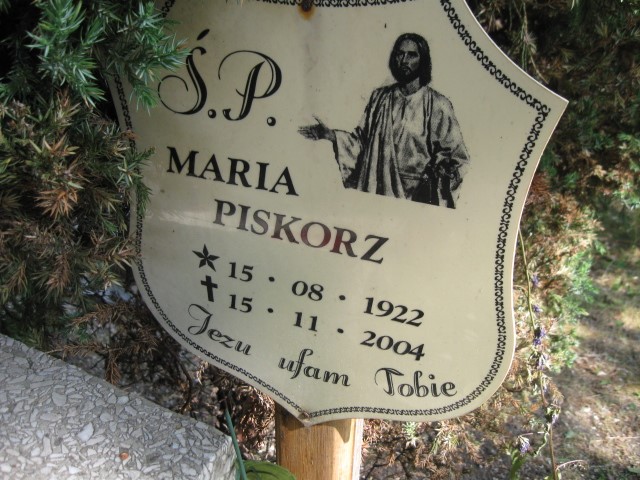 Ś.P.
MARIA
PISKORZ
15 · 08 · 1922
15 · 11 · 2004
Jezu ufam Tobie